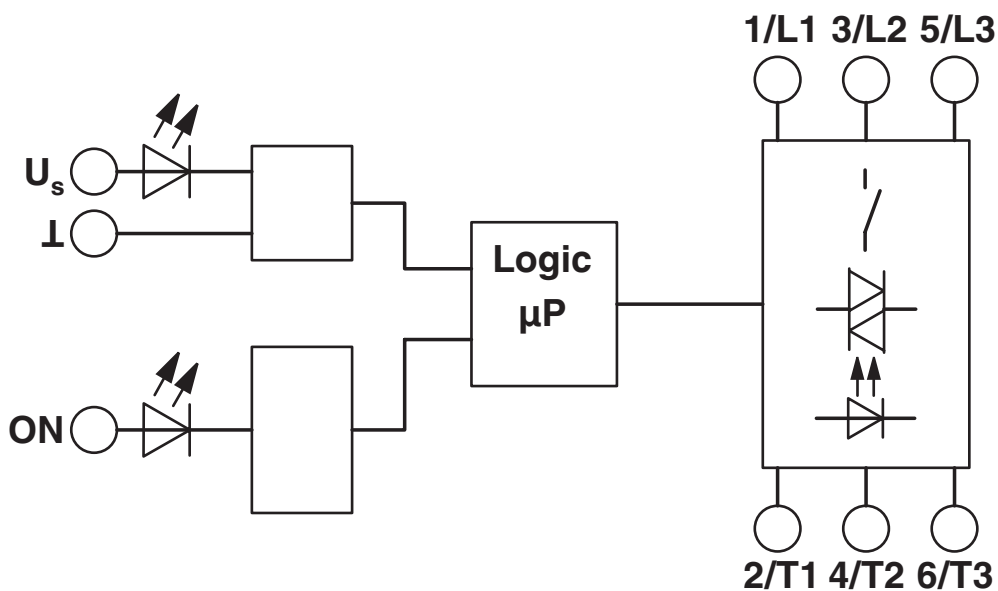 1/L1 3/L2 5/L3
Us
⊥
Logic
µP
ON
2/T1 4/T2 6/T3